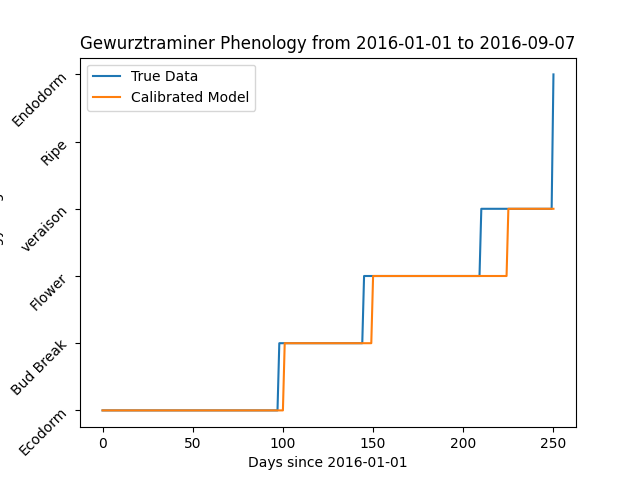 Gewurztraminer Phenology from 2016-01-01 to 2016-09-07
True Data
Calibrated Model
Endodorm
Ripe
veraison
Flower
Bud Break
Ecodorm
0 50 100 150 200 250
Days since 2016-01-01